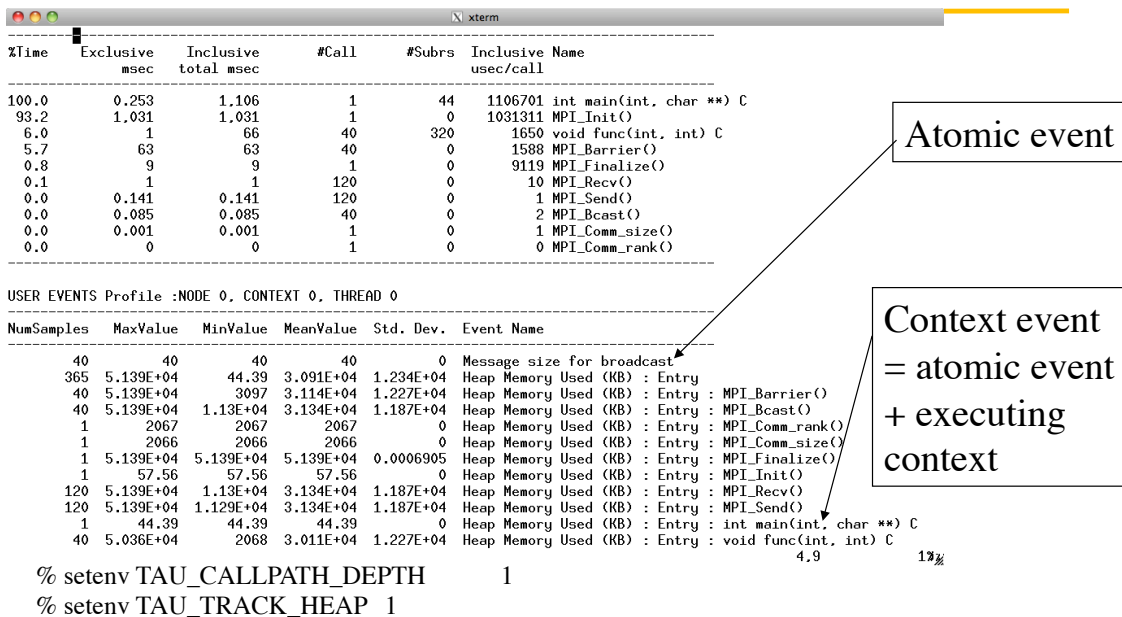 xterm
%Time Exclusive Inclusive #Call #Subrs Inclusive Name
msec total msec usec/call
100.0 0.253 1,106 1 44 1106701 int main(int, char **) C
93.2 1,031 1,031 1 0 1031311 MPI_Init()
6.0 1 66 40 320 1650 void func(int, int) C
5.7 63 63 40 0 1588 MPI_Barrier()
0.8 9 9 1 0 9119 MPI_Finalize()
0.1 1 1 120 0 10 MPI_Recv()
0.0 0.141 0.141 120 0 1 MPI_Send()
0.0 0.085 0.085 40 0 2 MPI_Bcast()
0.0 0.001 0.001 1 0 1 MPI_Comm_size()
0.0 0 0 1 0 0 MPI_Comm_rank()
Atomic event
USER EVENTS Profile :NODE 0, CONTEXT 0, THREAD 0
NumSamples MaxValue MinValue MeanValue Std. Dev. Event Name
40 40 40 40 0 Message size for broadcast
365 5.139E+04 44.39 3.091E+04 1.234E+04 Heap Memory Used (KB) : Entry
40 5.139E+04 3097 3.114E+04 1.227E+04 Heap Memory Used (KB) : Entry : MPI_Barrier()
40 5.139E+04 1.13E+04 3.134E+04 1.187E+04 Heap Memory Used (KB) : Entry : MPI_Bcast()
1 2067 2067 2067 0 Heap Memory Used (KB) : Entry : MPI_Comm_rank()
1 2066 2066 2066 0 Heap Memory Used (KB) : Entry : MPI_Comm_size()
1 5.139E+04 5.139E+04 5.139E+04 0.0006905 Heap Memory Used (KB) : Entry : MPI_Finalize()
1 57.56 57.56 57.56 0 Heap Memory Used (KB) : Entry : MPI_Init()
120 5.139E+04 1.13E+04 3.134E+04 1.187E+04 Heap Memory Used (KB) : Entry : MPI_Recv()
120 5.139E+04 1.129E+04 3.134E+04 1.187E+04 Heap Memory Used (KB) : Entry : MPI_Send()
1 44.39 44.39 44.39 0 Heap Memory Used (KB) : Entry : int main(int, char **) C
40 5.036E+04 2068 3.011E+04 1.227E+04 Heap Memory Used (KB) : Entry : void func(int, int) C
4,9 1%
Context event
= atomic event
+ executing
context
% setenv TAU_CALLPATH_DEPTH 1
% setenv TAU_TRACK_HEAP 1